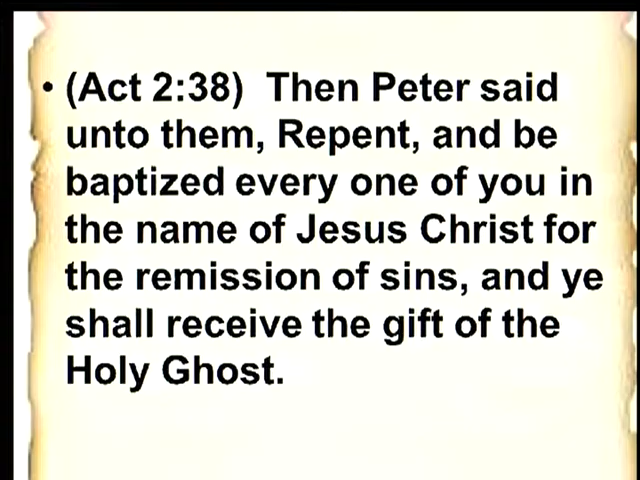 • (Act 2:38)  Then Peter said
unto them, Repent, and be
baptized every one of you in
the name of Jesus Christ for
the remission of sins, and ye
shall receive the gift of the
Holy Ghost.